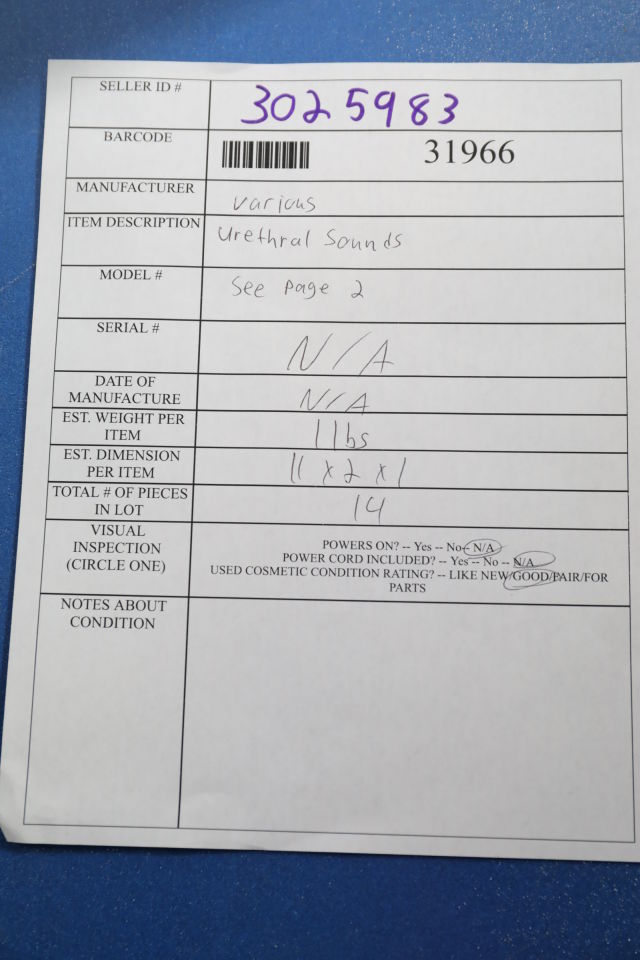 SELLER ID # 3025983
BARCODE 31966
MANUFACTURER various
ITEM DESCRIPTION Urethral Sounds
MODEL # See Page 2
SERIAL # N/A
DATE OF
MANUFACTURE N/A
EST. WEIGHT PER
ITEM 1 lbs
EST. DIMENSION
PER ITEM 11 x 2 x 1
TOTAL # OF PIECES
IN LOT 14
VISUAL
INSPECTION
(CIRCLE ONE)
POWERS ON? -- Yes -- No-- N/A
POWER CORD INCLUDED? -- Yes -- No -- N/A
USED COSMETIC CONDITION RATING? -- LIKE NEW/GOOD/FAIR/FOR
PARTS
NOTES ABOUT
CONDITION